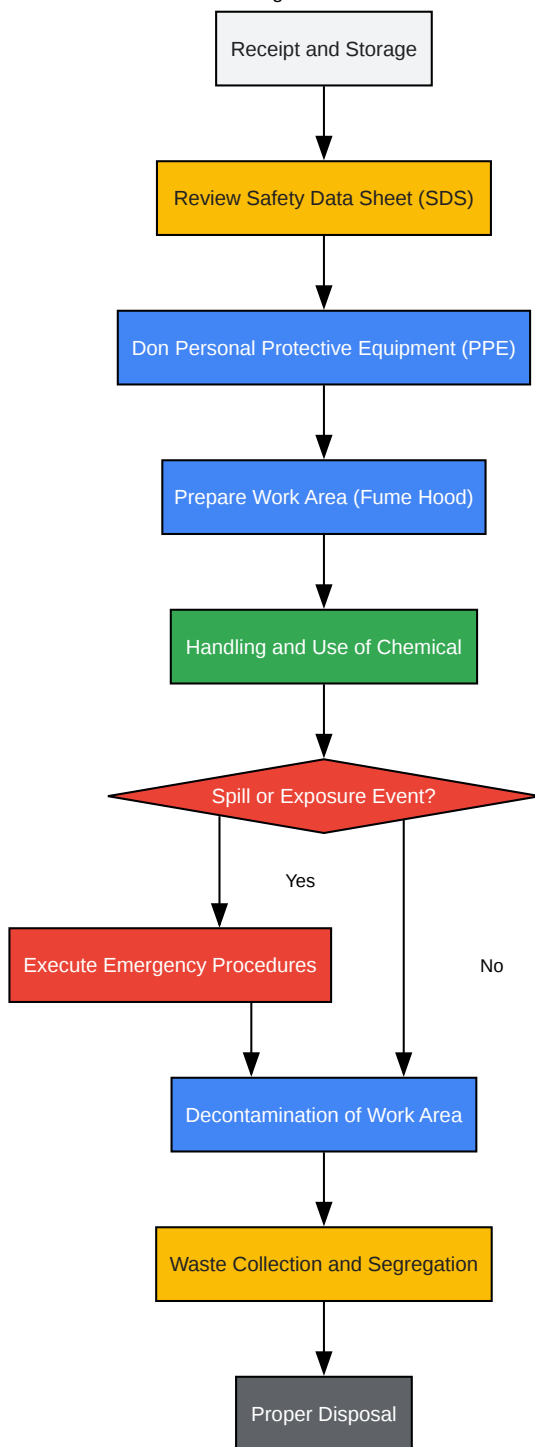 Receipt and Storage
Review Safety Data Sheet (SDS)
Don Personal Protective Equipment (PPE)
Prepare Work Area (Fume Hood)
Handling and Use of Chemical
Spill or Exposure Event?
Yes
Execute Emergency Procedures
No
Decontamination of Work Area
Waste Collection and Segregation
Proper Disposal